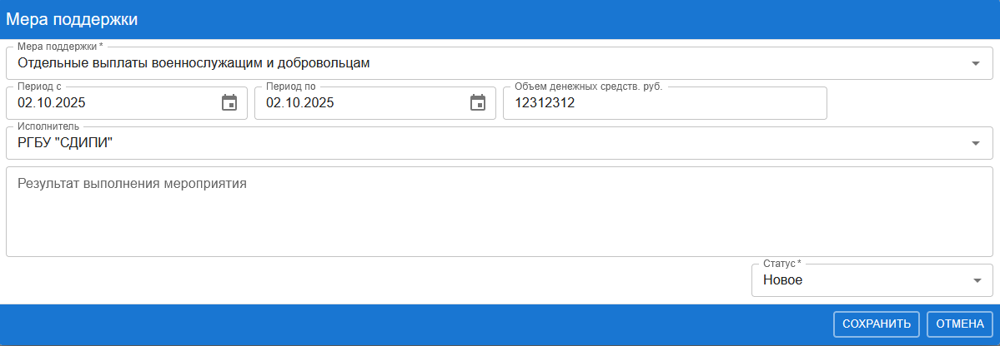 Мера поддержки
Мера поддержки *
Отдельные выплаты военнослужащим и добровольцам
Период с
02.10.2025
Период по
02.10.2025
Объем денежных средств. руб.
12312312
Исполнитель
РГБУ "СДИПИ"
Результат выполнения мероприятия
Статус *
Новое
СОХРАНИТЬ
ОТМЕНА